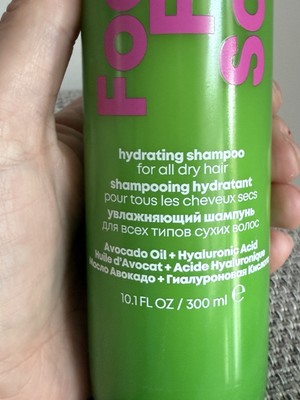 hydrating shampoo
for all dry hair
shampooing hydratant
pour tous les cheveux secs
увлажняющий шампунь
для всех типов сухих волос
Avocado Oil + Hyaluronic Acid
Huile d'Avocat + Acide Hyaluronique
Масло Авокадо + Гиалуроновая Кислота
10.1 FL OZ / 300 ml ℮